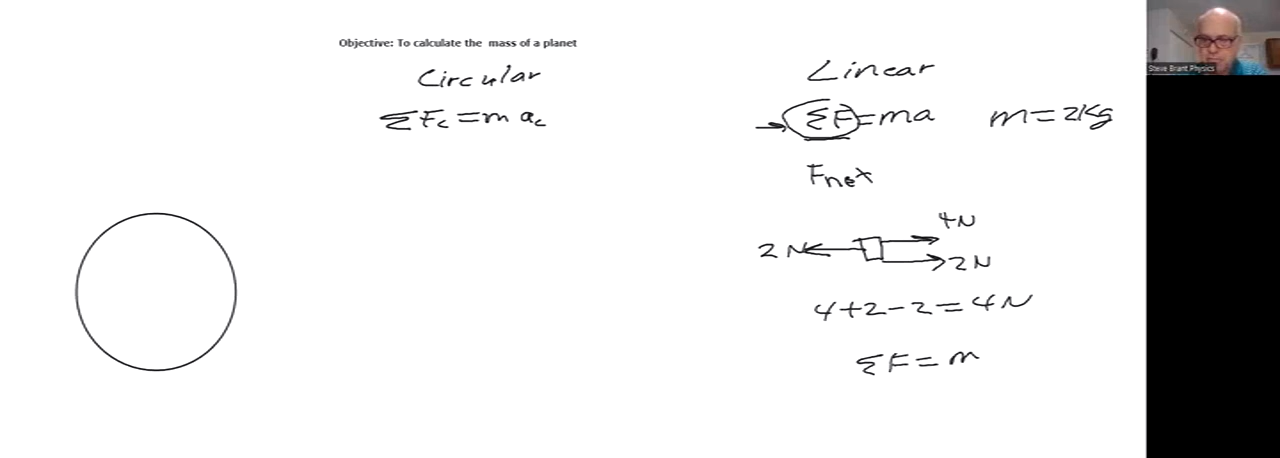 Objective: To calculate the mass of a planet
Circular
ΣFc = m ac
Linear
ΣF = ma m = 2Kg
Fnet
4N
2N 2N
4+2-2=4N
ΣF = m
Steve Brant Physics